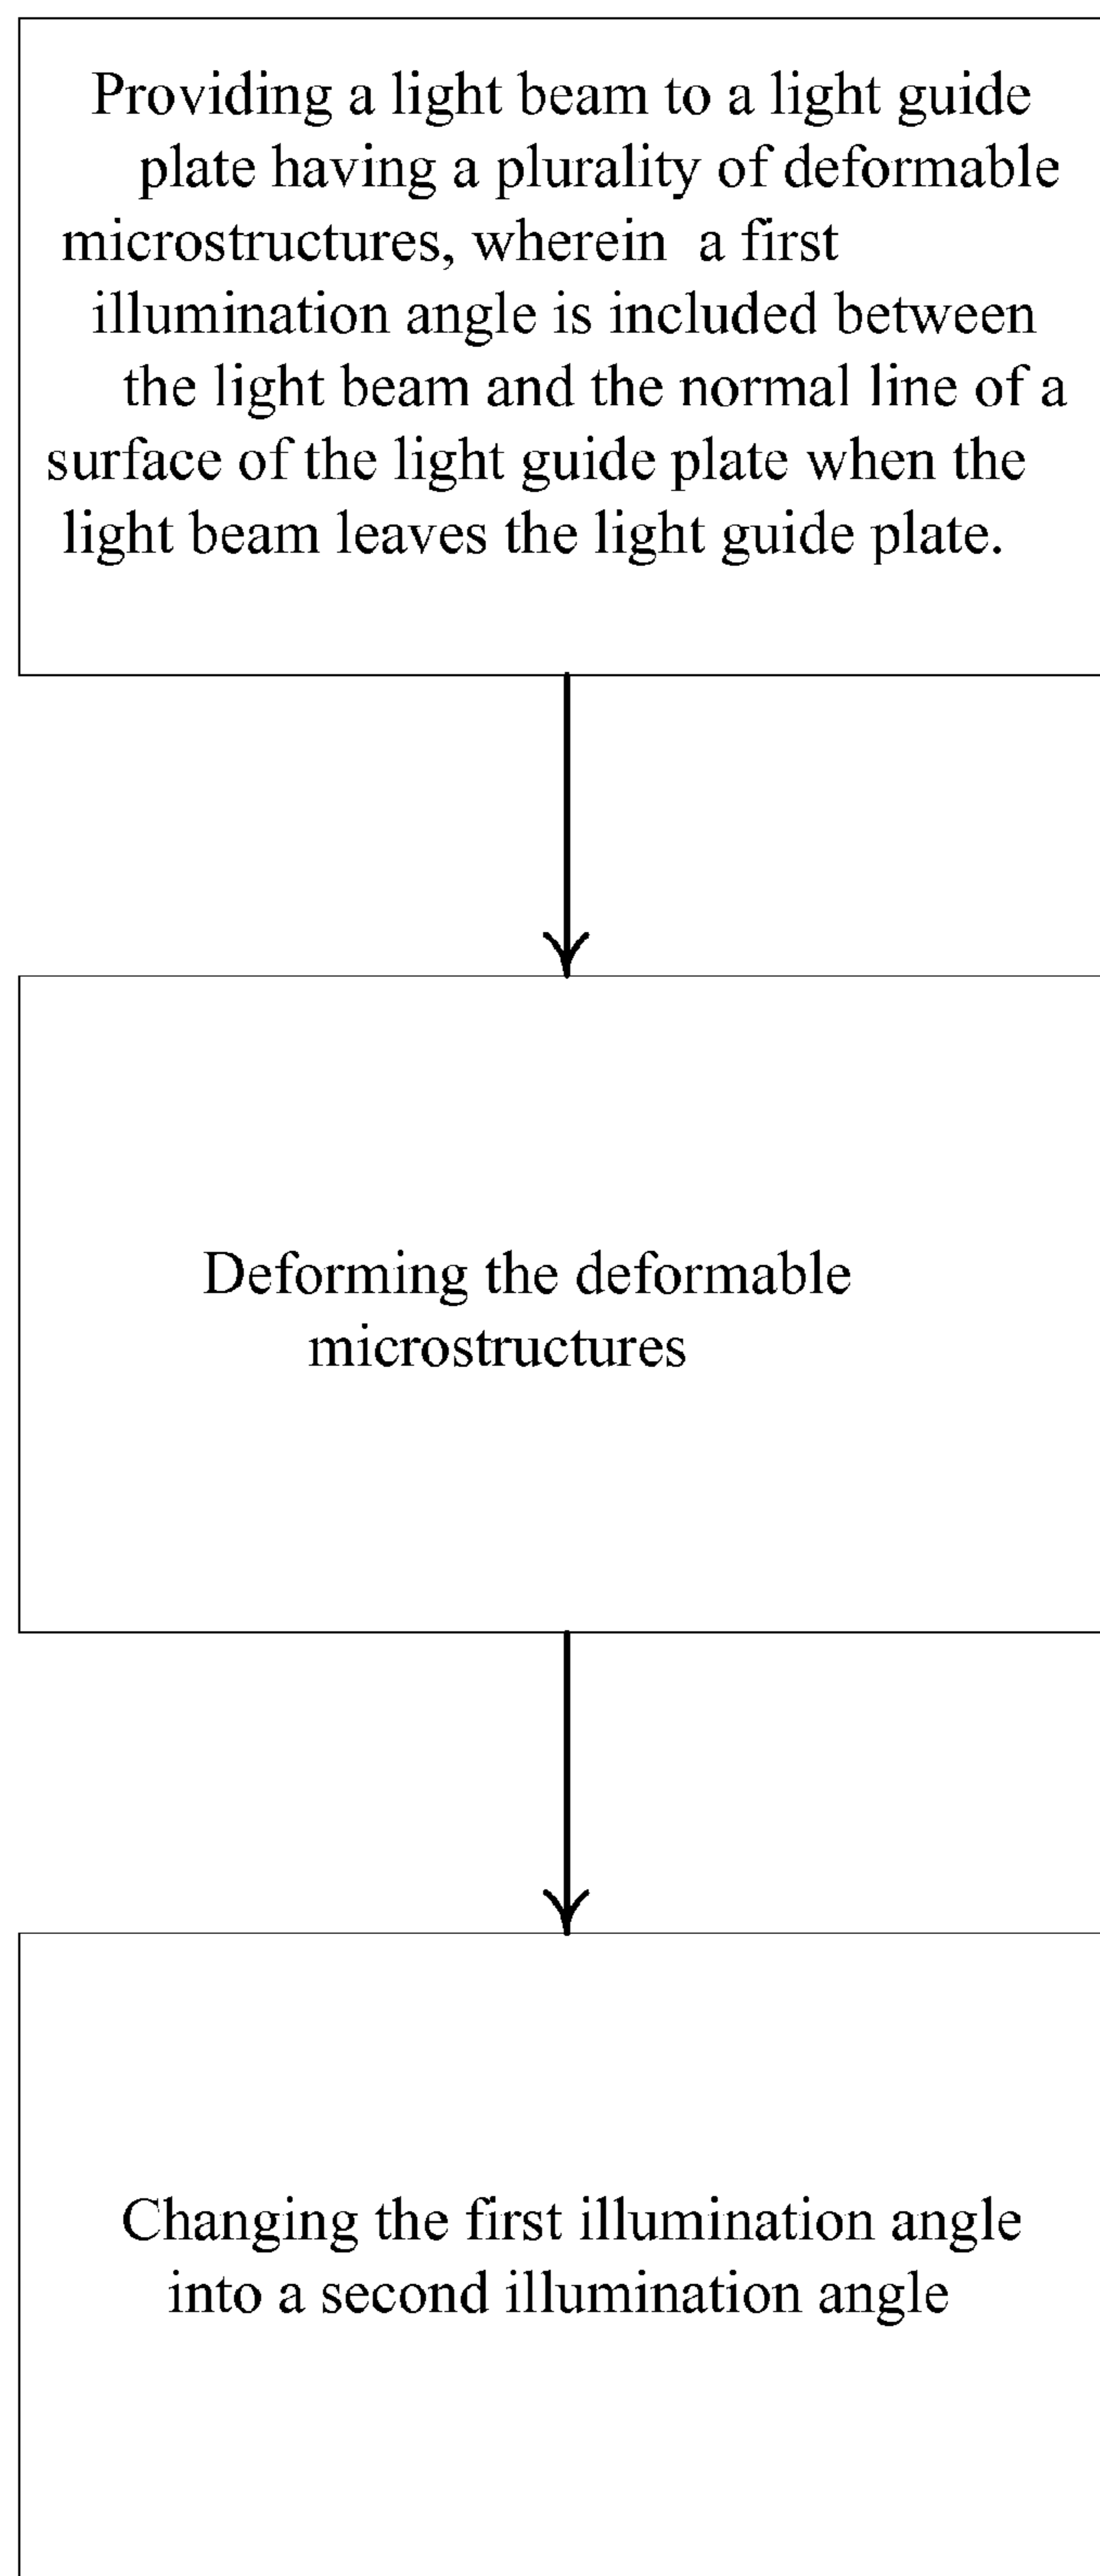 Providing a light beam to a light guide
plate having a plurality of deformable
microstructures, wherein a first
illumination angle is included between
the light beam and the normal line of a
surface of the light guide plate when the
light beam leaves the light guide plate.
Deforming the deformable
microstructures
Changing the first illumination angle
into a second illumination angle